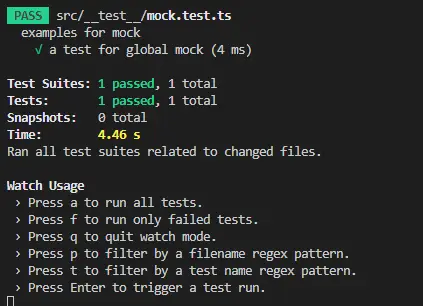 PASS src/__test__/mock.test.ts
examples for mock
√ a test for global mock (4 ms)
Test Suites: 1 passed, 1 total
Tests: 1 passed, 1 total
Snapshots: 0 total
Time: 4.46 s
Ran all test suites related to changed files.
Watch Usage
› Press a to run all tests.
› Press f to run only failed tests.
› Press q to quit watch mode.
› Press p to filter by a filename regex pattern.
› Press t to filter by a test name regex pattern.
› Press Enter to trigger a test run.